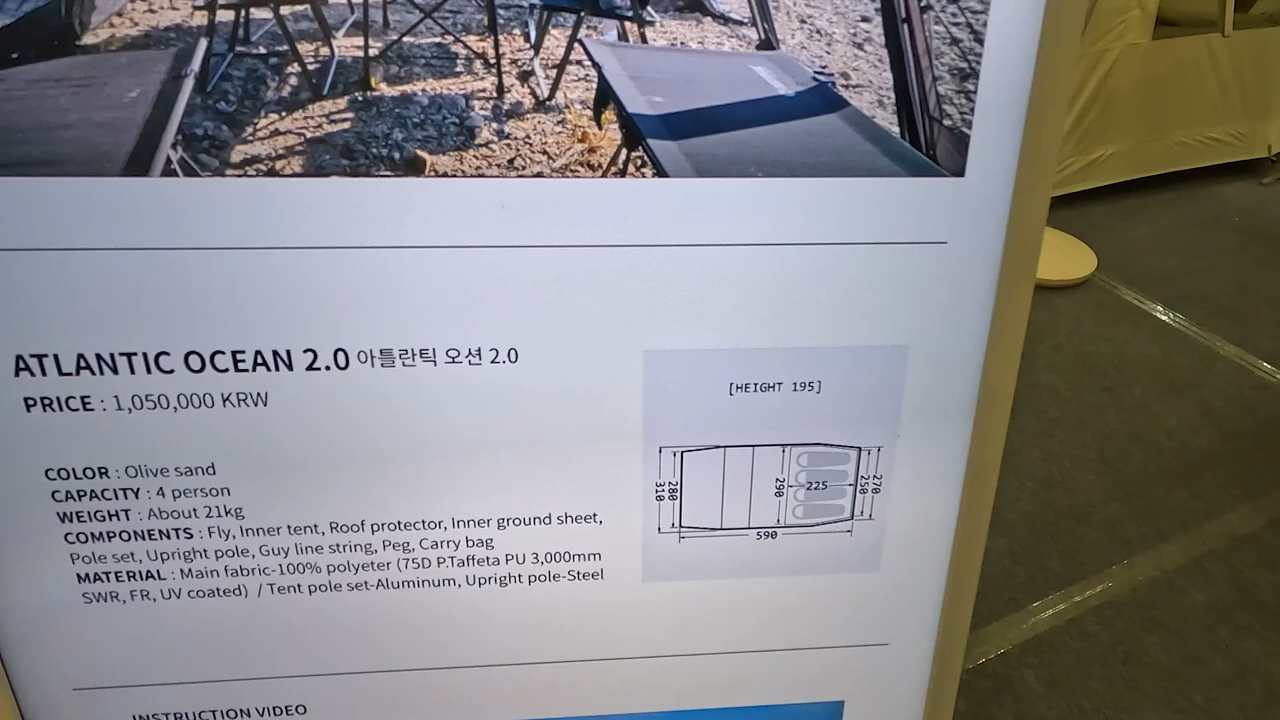 ATLANTIC OCEAN 2.0 아틀란틱 오션 2.0
PRICE : 1,050,000 KRW
COLOR : Olive sand
CAPACITY : 4 person
WEIGHT : About 21kg
COMPONENTS : Fly, Inner tent, Roof protector, Inner ground sheet,
Pole set, Upright pole, Guy line string, Peg, Carry bag
MATERIAL : Main fabric-100% polyeter (75D P.Taffeta PU 3,000mm
SWR, FR, UV coated) / Tent pole set-Aluminum, Upright pole-Steel
[HEIGHT 195]
310
280
290
225
250
270
590
INSTRUCTION VIDEO